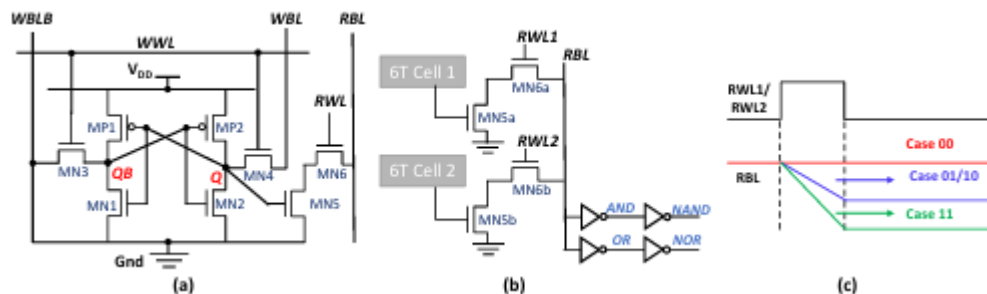 WBLB
WBL
RBL
WWL
VDD
RWL
MP1
MP2
MN3
QB
Q
MN4
MN6
MN1
MN2
MN5
Gnd
(a)
RWL1
RBL
6T Cell 1
MN6a
MN5a
RWL2
6T Cell 2
MN6b
MN5b
AND
NAND
OR
NOR
(b)
RWL1/
RWL2
Case 00
RBL
Case 01/10
Case 11
(c)